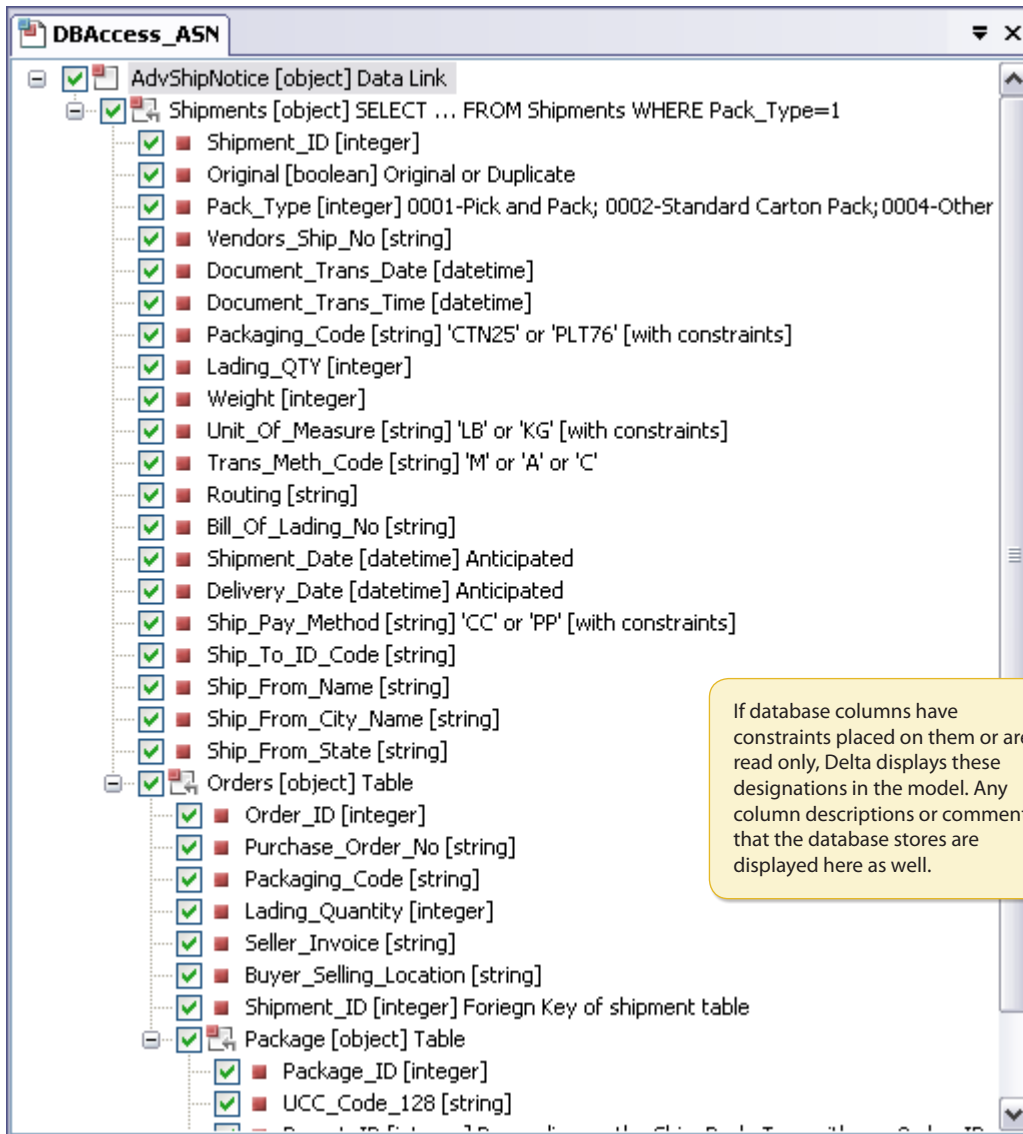 DBAccess_ASN
AdvShipNotice [object] Data Link
Shipments [object] SELECT ... FROM Shipments WHERE Pack_Type=1
Shipment_ID [integer]
Original [boolean] Original or Duplicate
Pack_Type [integer] 0001-Pick and Pack; 0002-Standard Carton Pack; 0004-Other
Vendors_Ship_No [string]
Document_Trans_Date [datetime]
Document_Trans_Time [datetime]
Packaging_Code [string] 'CTN25' or 'PLT76' [with constraints]
Lading_QTY [integer]
Weight [integer]
Unit_Of_Measure [string] 'LB' or 'KG' [with constraints]
Trans_Meth_Code [string] 'M' or 'A' or 'C'
Routing [string]
Bill_Of_Lading_No [string]
Shipment_Date [datetime] Anticipated
Delivery_Date [datetime] Anticipated
Ship_Pay_Method [string] 'CC' or 'PP' [with constraints]
Ship_To_ID_Code [string]
Ship_From_Name [string]
Ship_From_City_Name [string]
Ship_From_State [string]
Orders [object] Table
Order_ID [integer]
Purchase_Order_No [string]
Packaging_Code [string]
Lading_Quantity [integer]
Seller_Invoice [string]
Buyer_Selling_Location [string]
Shipment_ID [integer] Foriegn Key of shipment table
Package [object] Table
Package_ID [integer]
UCC_Code_128 [string]
If database columns have
constraints placed on them or are
read only, Delta displays these
designations in the model. Any
column descriptions or comment
that the database stores are
displayed here as well.